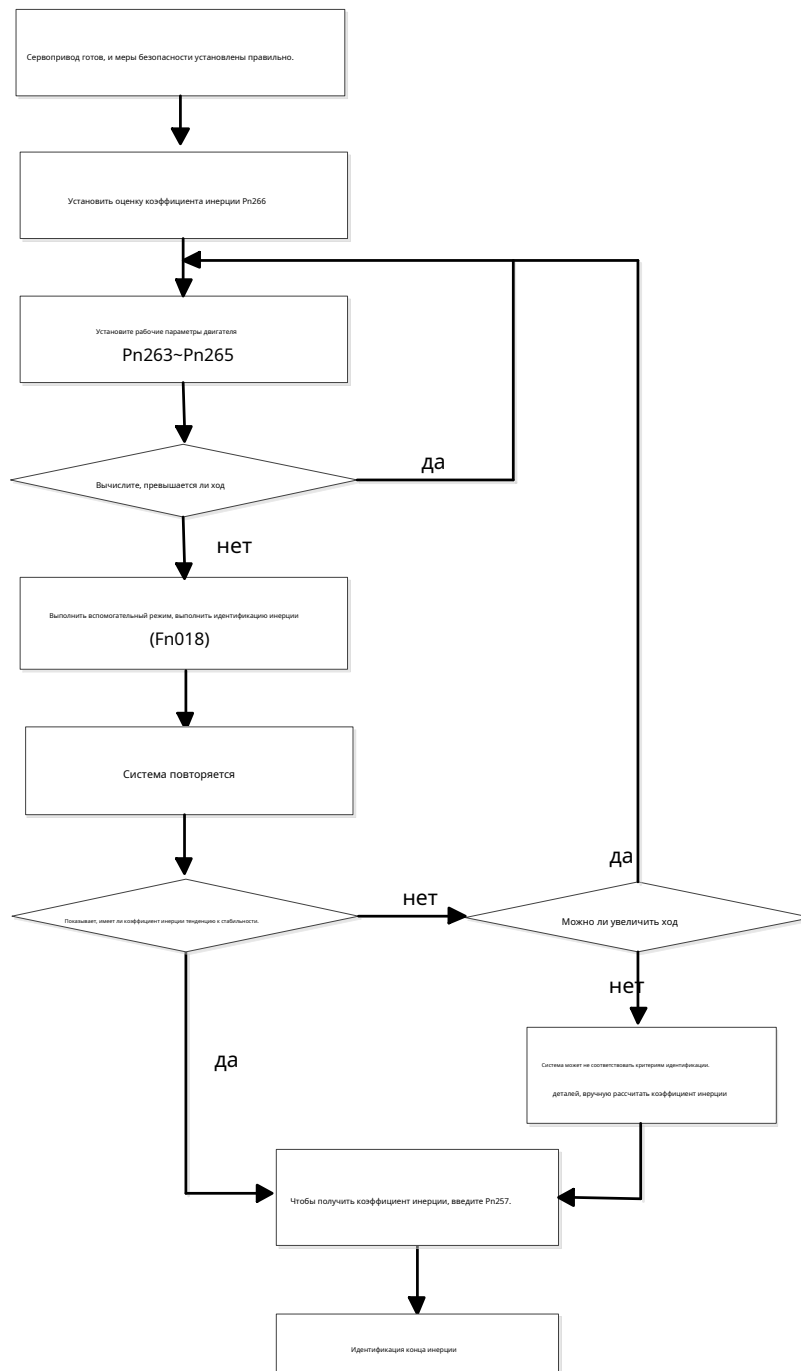 Сервопривод готов, и меры безопасности установлены правильно.
Установить оценку коэффициента инерции Pn266
Установите рабочие параметры двигателя
Pn263~Pn265
да
Вычислите, превышается ли ход
нет
Выполнить вспомогательный режим, выполнить идентификацию инерции
(Fn018)
Система повторяется
да
нет
Показывает, имеет ли коэффициент инерции тенденцию к стабильности.
Можно ли увеличить ход
нет
да
Система может не соответствовать критериям идентификации.
деталей, вручную рассчитать коэффициент инерции
Чтобы получить коэффициент инерции, введите Pn257.
Идентификация конца инерции